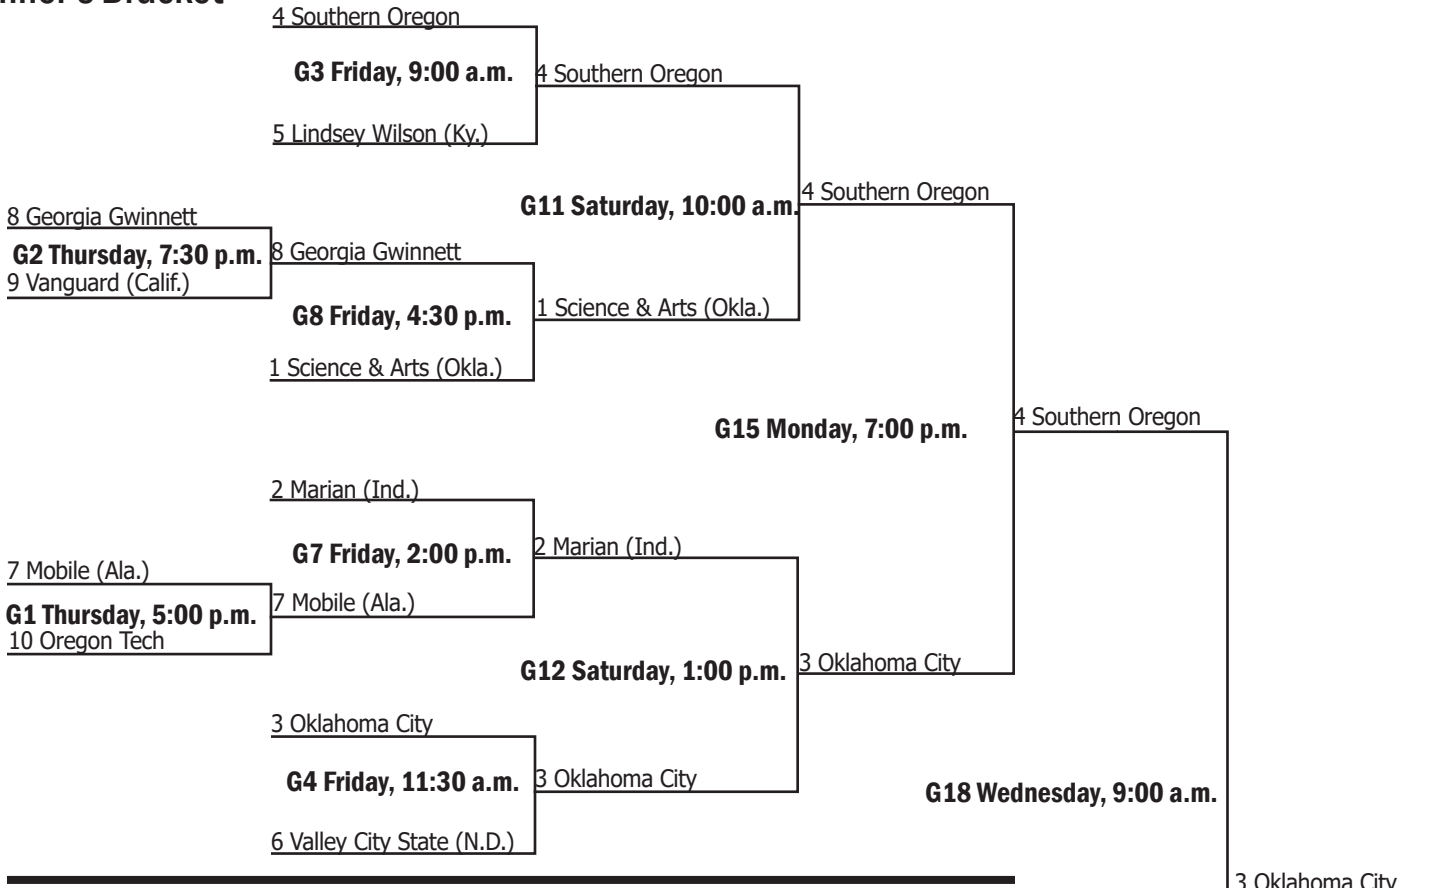 Bracket
4 Southern Oregon
G3 Friday, 9:00 a.m.
4 Southern Oregon
5 Lindsey Wilson (Ky.)
G11 Saturday, 10:00 a.m.
4 Southern Oregon
8 Georgia Gwinnett
G2 Thursday, 7:30 p.m.
9 Vanguard (Calif.)
8 Georgia Gwinnett
G8 Friday, 4:30 p.m.
1 Science & Arts (Okla.)
1 Science & Arts (Okla.)
G15 Monday, 7:00 p.m.
4 Southern Oregon
2 Marian (Ind.)
G7 Friday, 2:00 p.m.
2 Marian (Ind.)
7 Mobile (Ala.)
G1 Thursday, 5:00 p.m.
10 Oregon Tech
7 Mobile (Ala.)
G12 Saturday, 1:00 p.m.
3 Oklahoma City
3 Oklahoma City
G4 Friday, 11:30 a.m.
3 Oklahoma City
6 Valley City State (N.D.)
G18 Wednesday, 9:00 a.m.
3 Oklahoma City